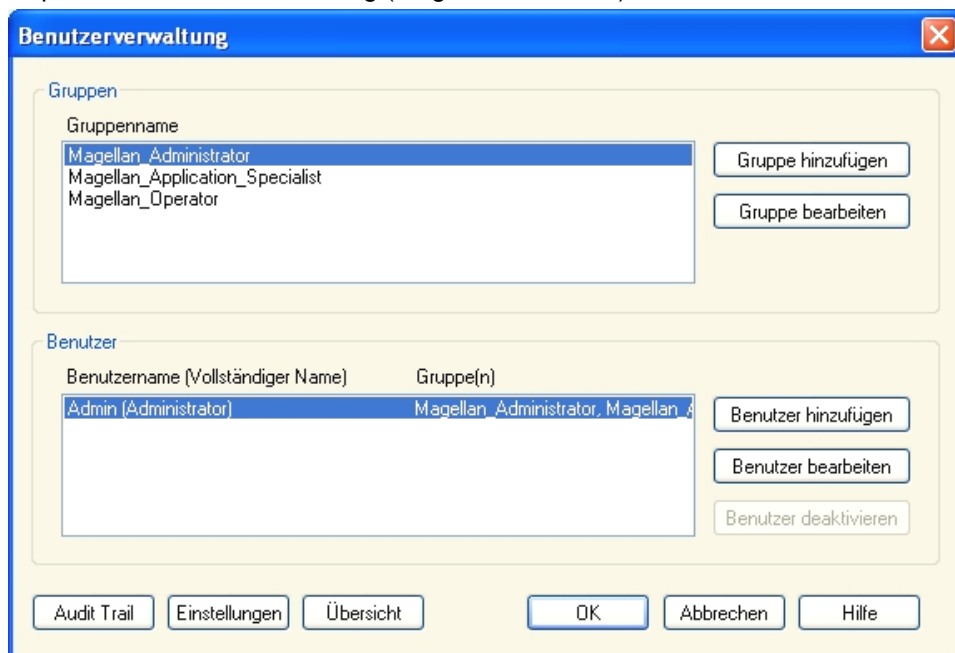 Benutzerverwaltung
Gruppen
Gruppenname
Magellan_Administrator
Magellan_Application_Specialist
Magellan_Operator
Gruppe hinzufügen
Gruppe bearbeiten
Benutzer
Benutzername (Vollständiger Name) Gruppe(n)
Admin (Administrator) Magellan_Administrator, Magellan_A
Benutzer hinzufügen
Benutzer bearbeiten
Benutzer deaktivieren
Audit Trail Einstellungen Übersicht OK Abbrechen Hilfe